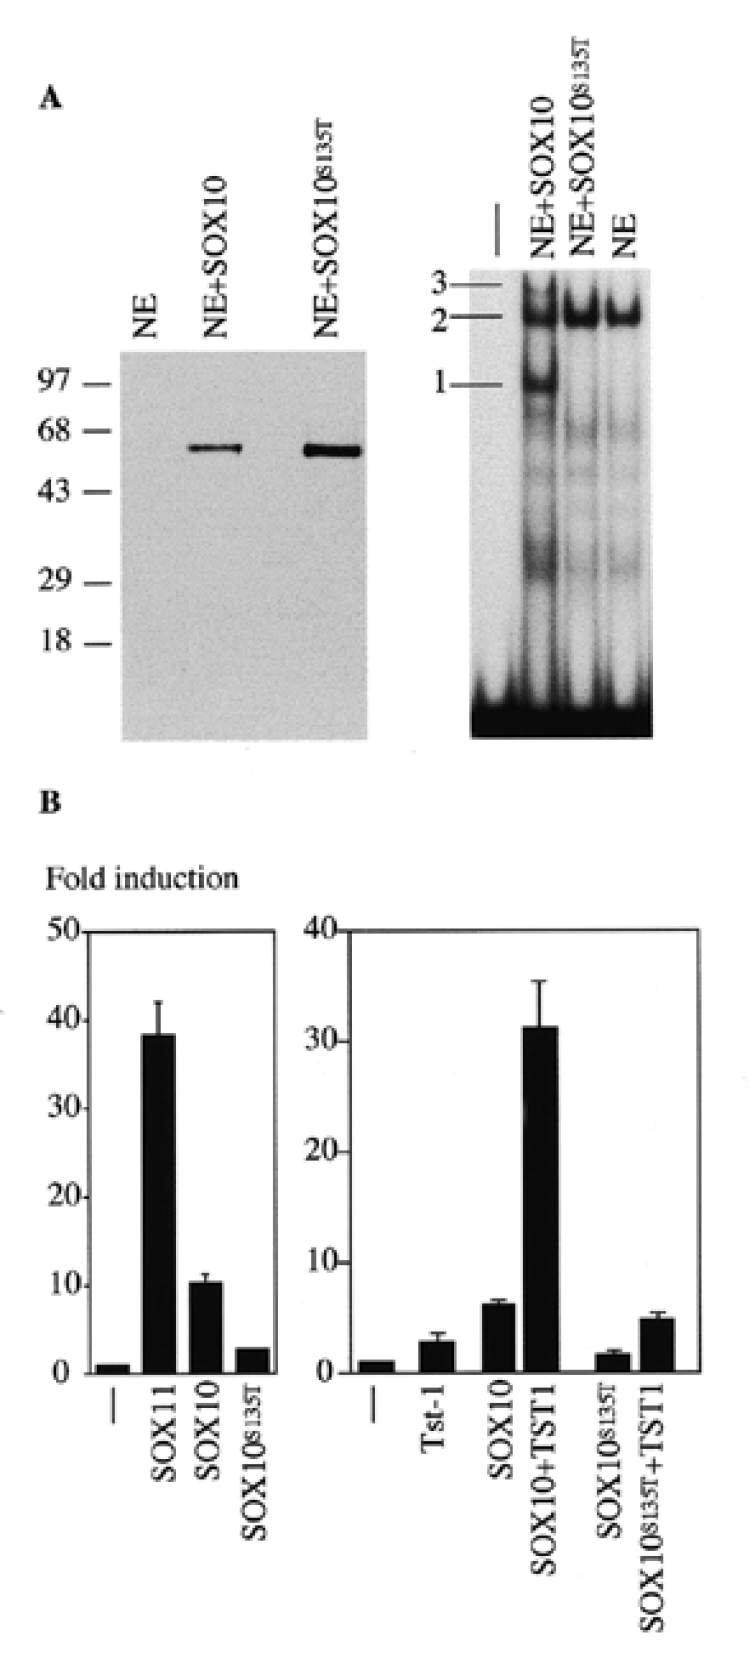 A
NE
NE+SOX10
NE+SOX10S135T
97
68
43
29
18
—
NE+SOX10
NE+SOX10S135T
NE
3
2
1
B
Fold induction
50
40
30
20
10
0
—
SOX11
SOX10
SOX10S135T
40
30
20
10
0
—
Tst-1
SOX10
SOX10+TST1
SOX10S135T
SOX10S135T+TST1